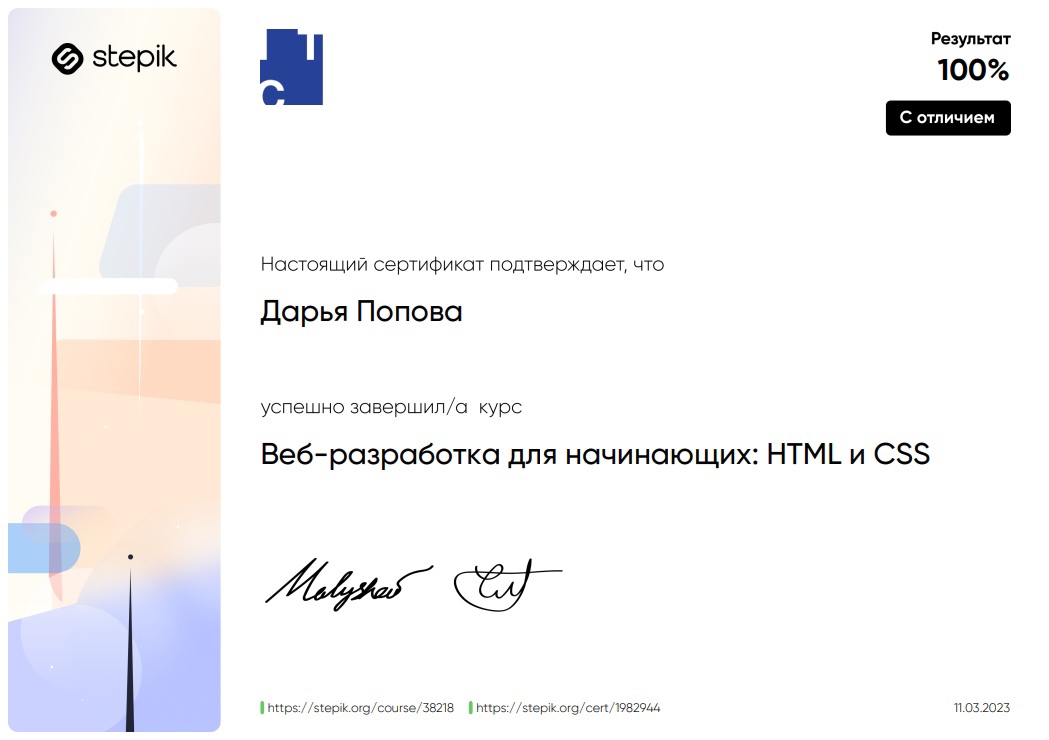 stepik
Т
С
Результат
100%
С отличием
Настоящий сертификат подтверждает, что
Дарья Попова
успешно завершил/а курс
Веб-разработка для начинающих: HTML и CSS
Malyshev
https://stepik.org/course/38218 https://stepik.org/cert/1982944 11.03.2023